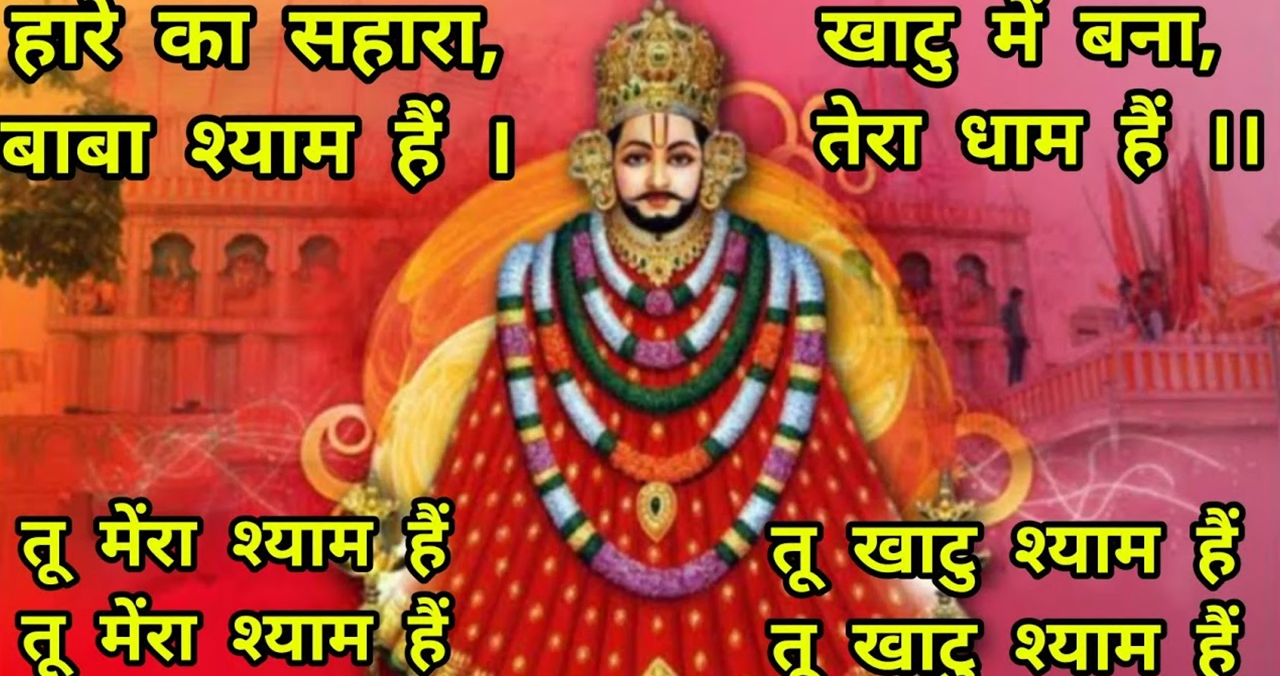 हारे का सहारा,
बाबा श्याम हैं ।
खाटु में बना,
तेरा धाम हैं ।।
तू मेंरा श्याम हैं
तू मेंरा श्याम हैं
तू खाटु श्याम हैं
तू खाटु श्याम हैं